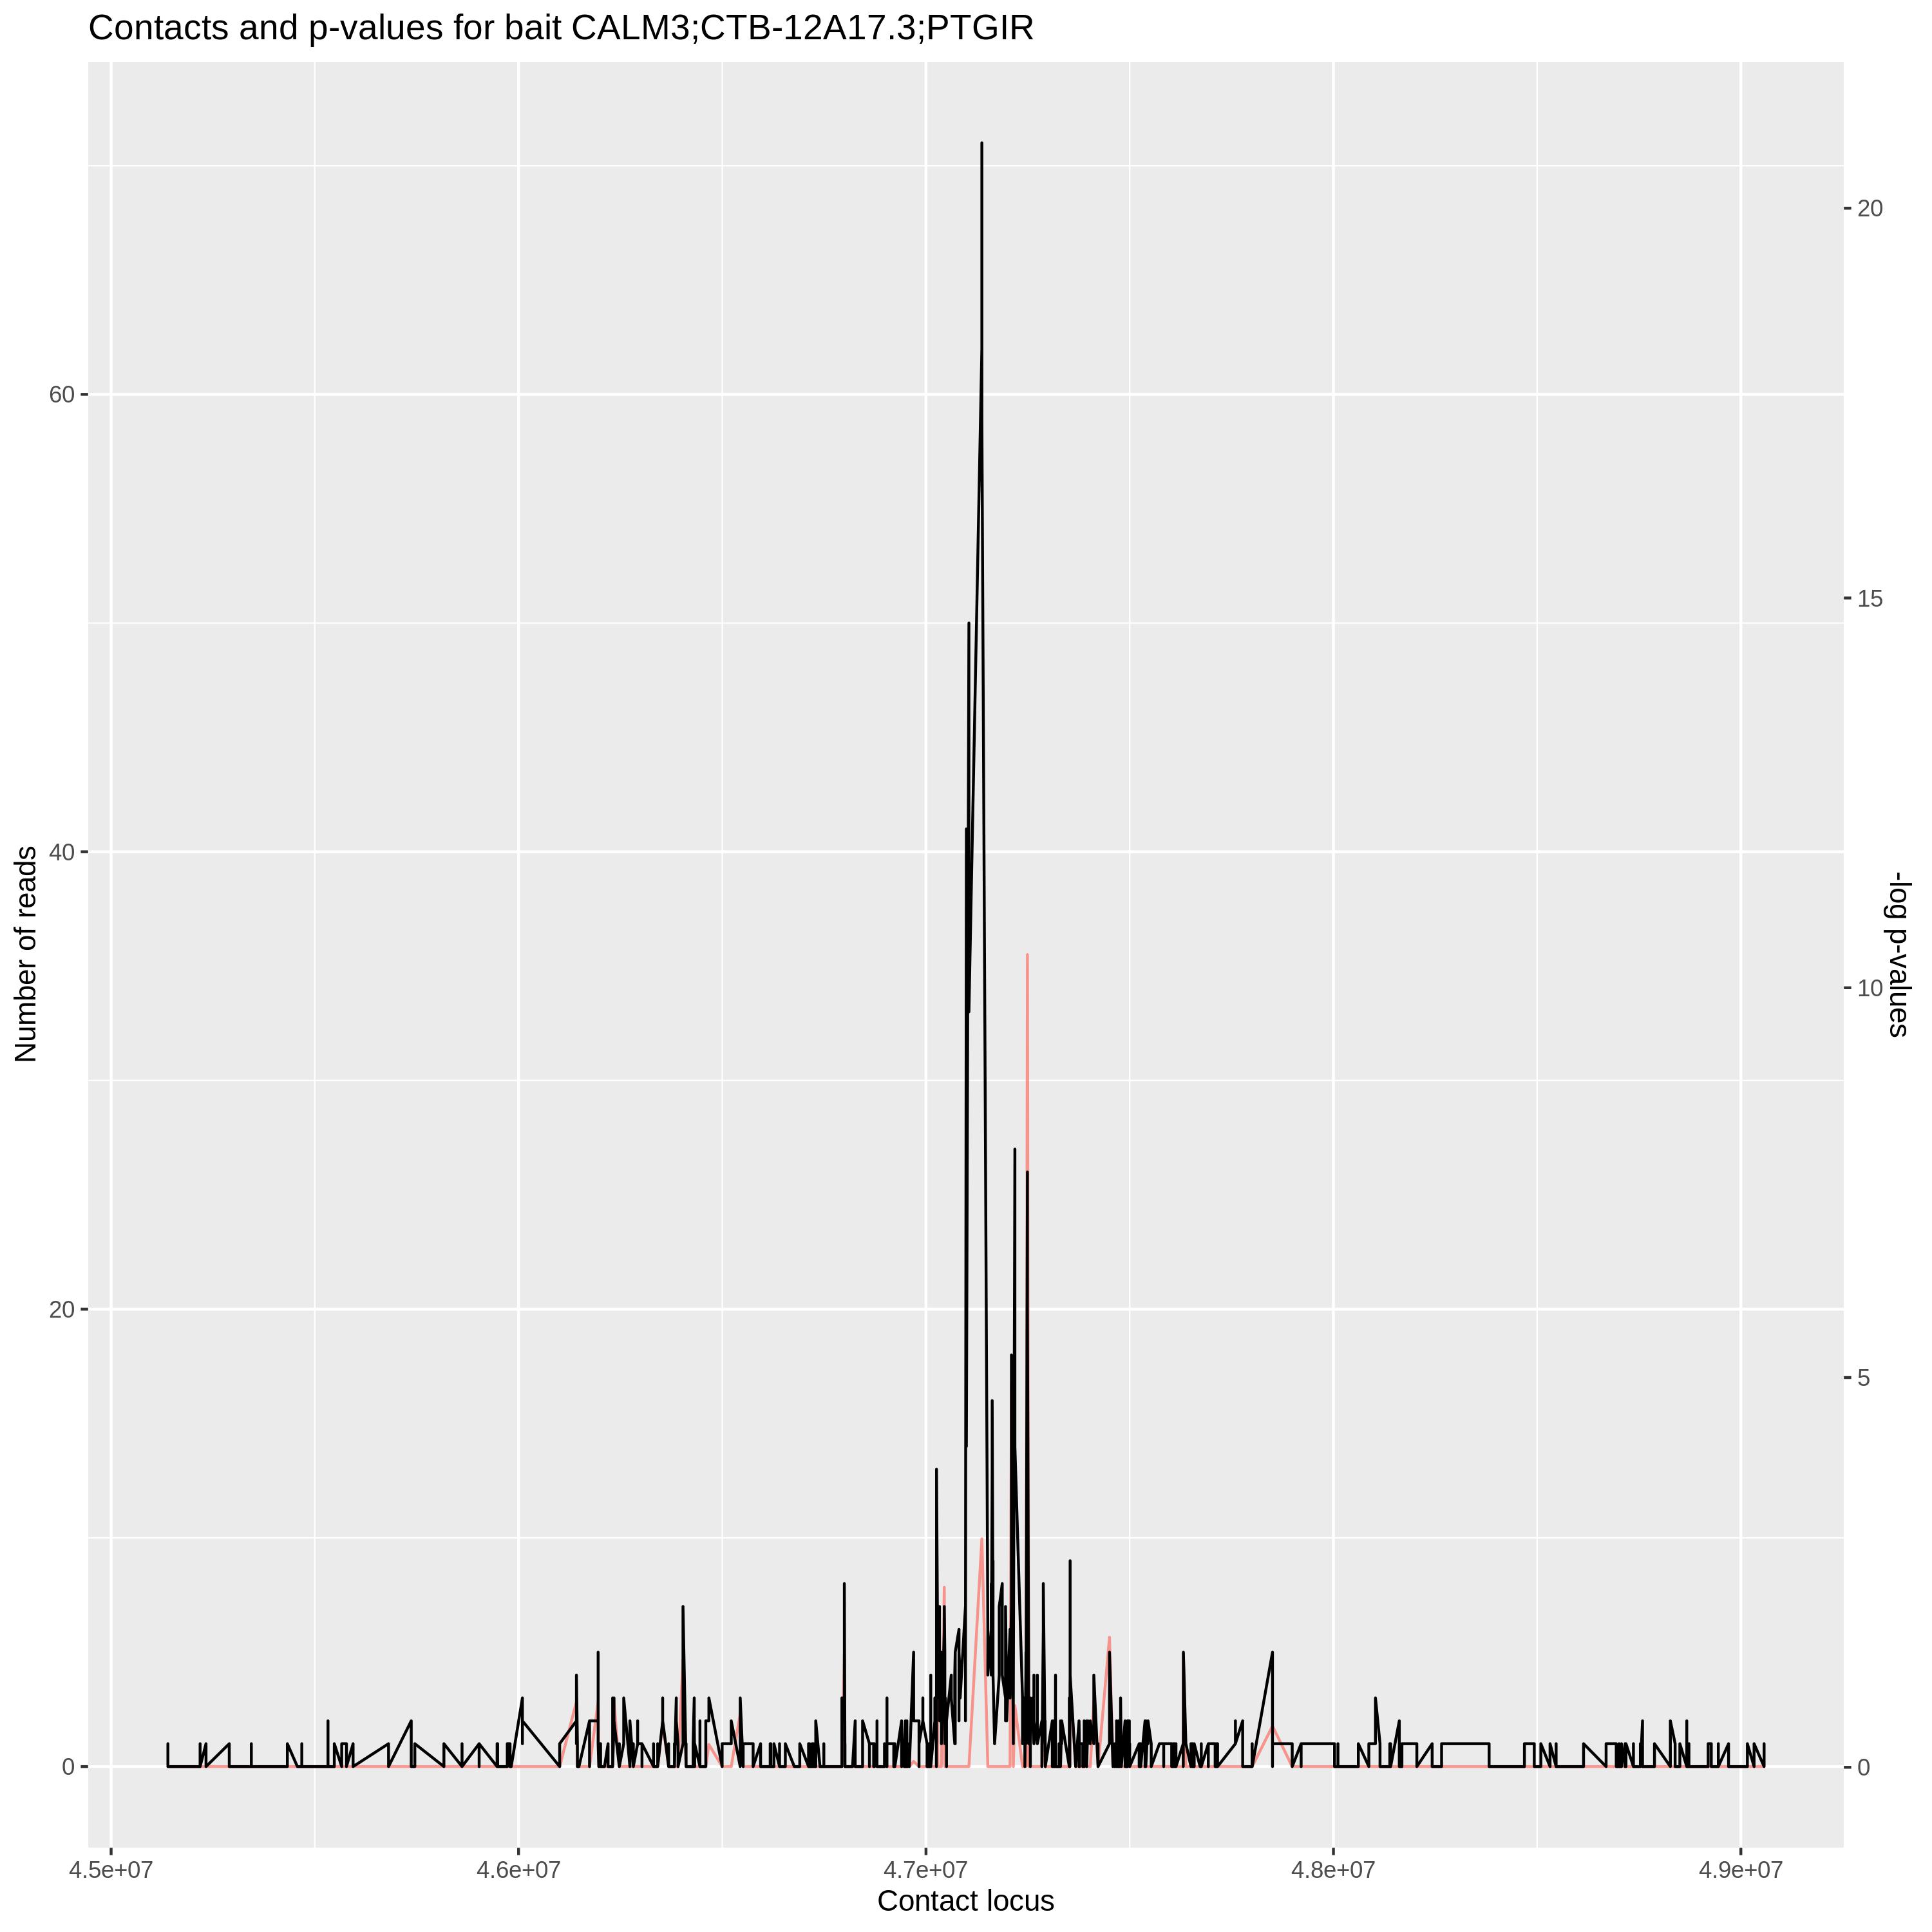 Contacts and p-values for bait CALM3;CTB-12A17.3;PTGIR
60
40
20
0
Number of reads
20
15
10
5
0
-log p-values
4.5e+07
4.6e+07
4.7e+07
4.8e+07
4.9e+07
Contact locus